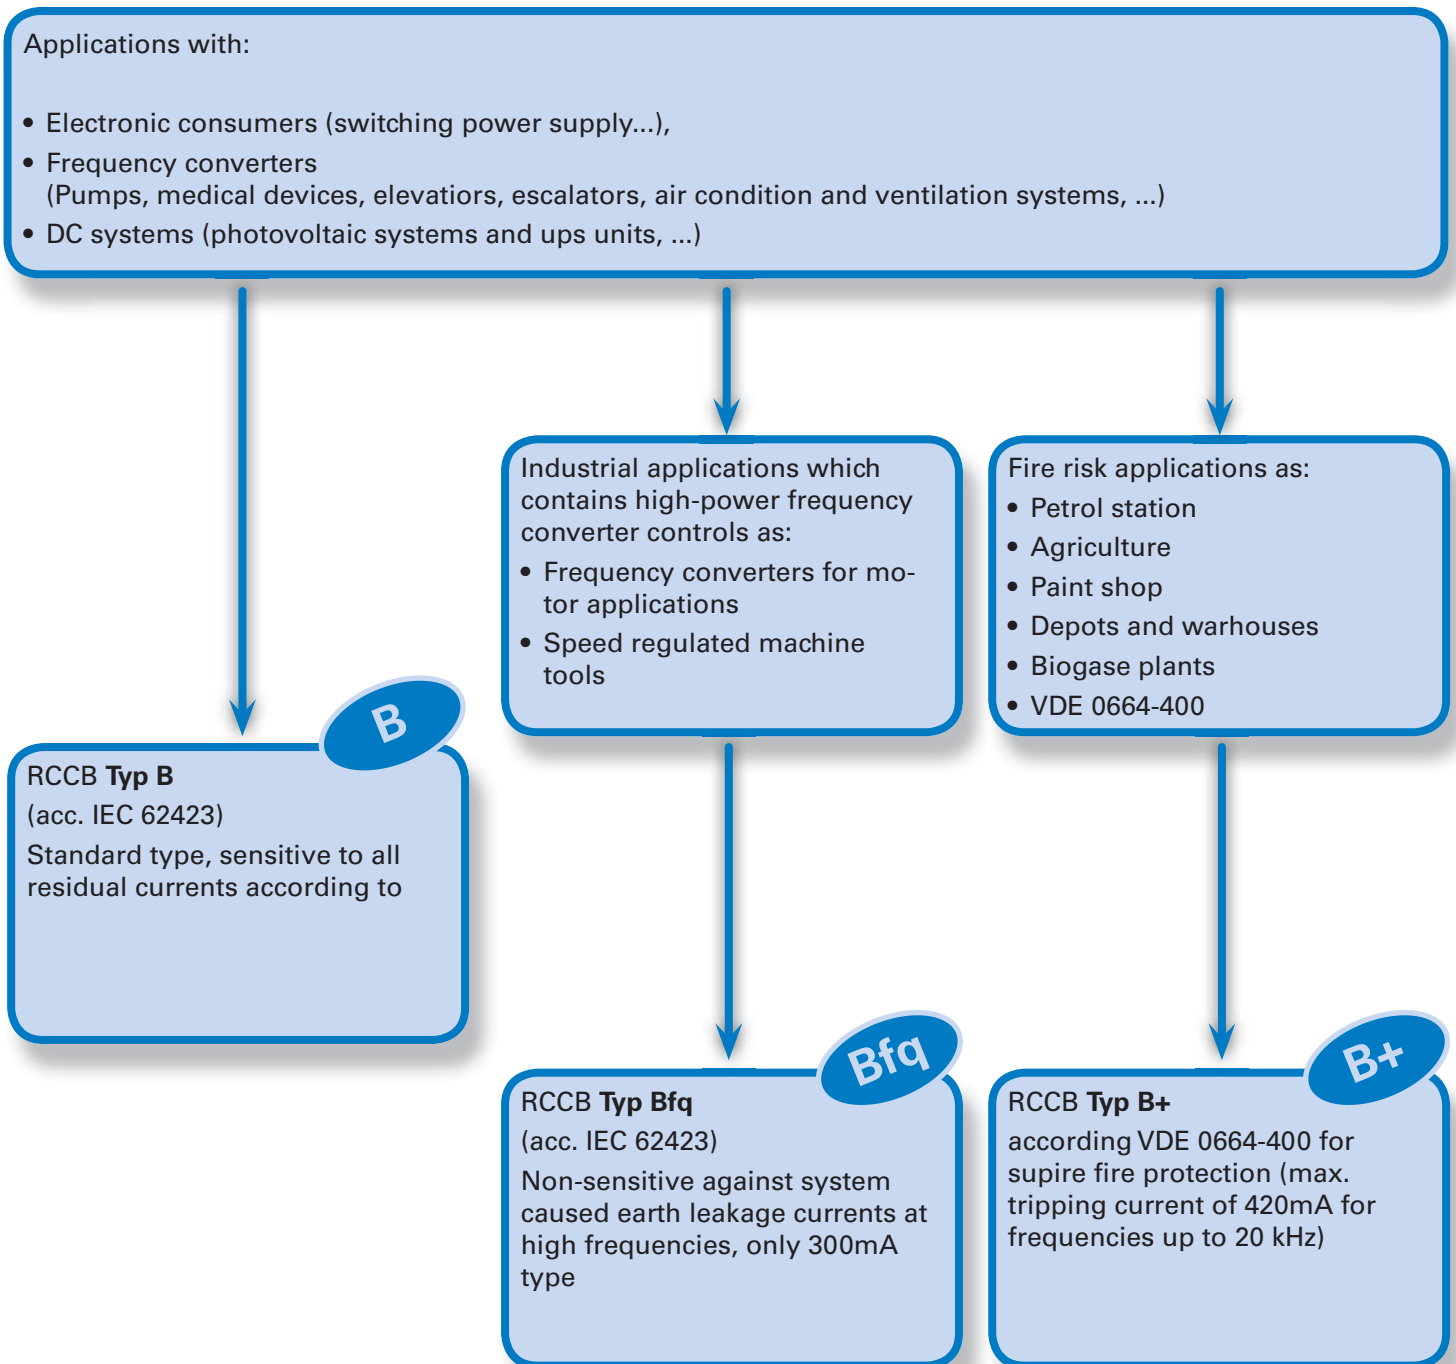 Applications with:
• Electronic consumers (switching power supply...),
• Frequency converters
(Pumps, medical devices, elevatiors, escalators, air condition and ventilation systems, ...)
• DC systems (photovoltaic systems and ups units, ...)
Industrial applications which
contains high-power frequency
converter controls as:
• Frequency converters for mo-
tor applications
• Speed regulated machine
tools
Fire risk applications as:
• Petrol station
• Agriculture
• Paint shop
• Depots and warhouses
• Biogase plants
• VDE 0664-400
B
RCCB Typ B
(acc. IEC 62423)
Standard type, sensitive to all
residual currents according to
Bfq
RCCB Typ Bfq
(acc. IEC 62423)
Non-sensitive against system
caused earth leakage currents at
high frequencies, only 300mA
type
B+
RCCB Typ B+
according VDE 0664-400 for
supire fire protection (max.
tripping current of 420mA for
frequencies up to 20 kHz)